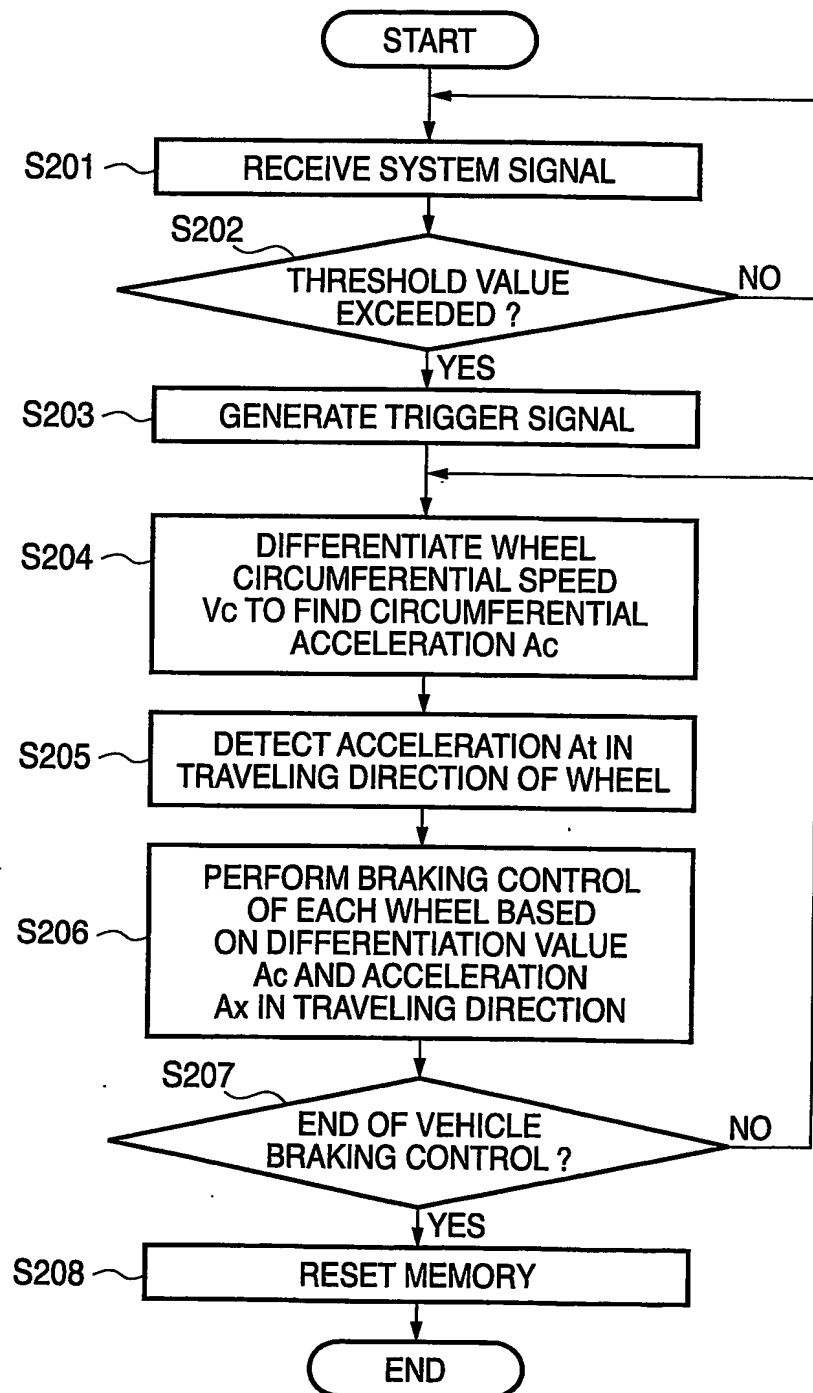 START
S201
RECEIVE SYSTEM SIGNAL
S202
THRESHOLD VALUE
EXCEEDED ?
NO
YES
S203
GENERATE TRIGGER SIGNAL
S204
DIFFERENTIATE WHEEL
CIRCUMFERENTIAL SPEED
Vc TO FIND CIRCUMFERENTIAL
ACCELERATION Ac
S205
DETECT ACCELERATION At IN
TRAVELING DIRECTION OF WHEEL
S206
PERFORM BRAKING CONTROL
OF EACH WHEEL BASED
ON DIFFERENTIATION VALUE
Ac AND ACCELERATION
Ax IN TRAVELING DIRECTION
S207
END OF VEHICLE
BRAKING CONTROL ?
NO
YES
S208
RESET MEMORY
END